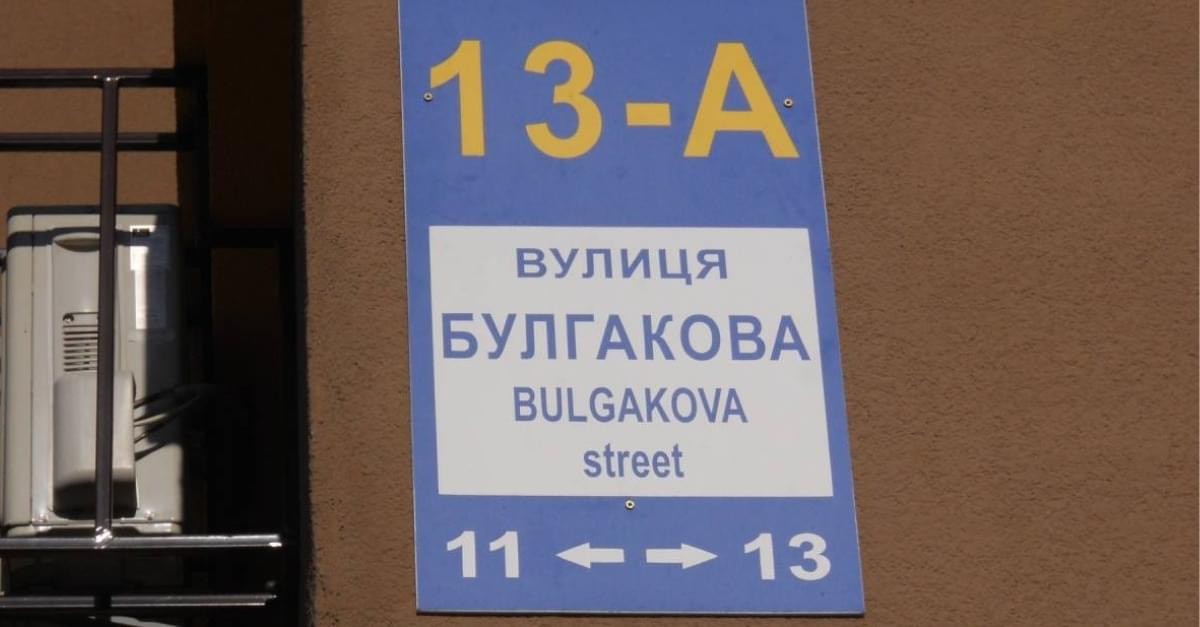 13-А
ВУЛИЦЯ
БУЛГАКОВА
BULGAKOVA
street
11 ← → 13